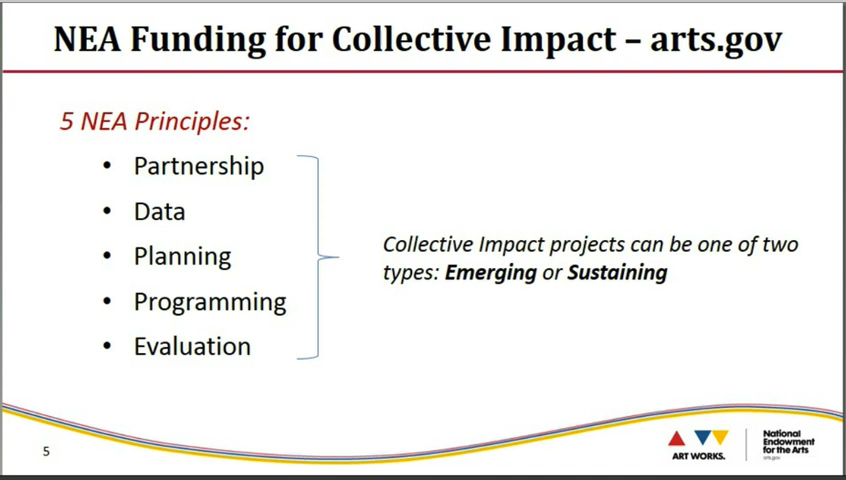 NEA Funding for Collective Impact – arts.gov
5 NEA Principles:
• Partnership
• Data
• Planning
• Programming
• Evaluation
Collective Impact projects can be one of two
types: Emerging or Sustaining
5
ART WORKS.
National
Endowment
for the Arts
arts.gov